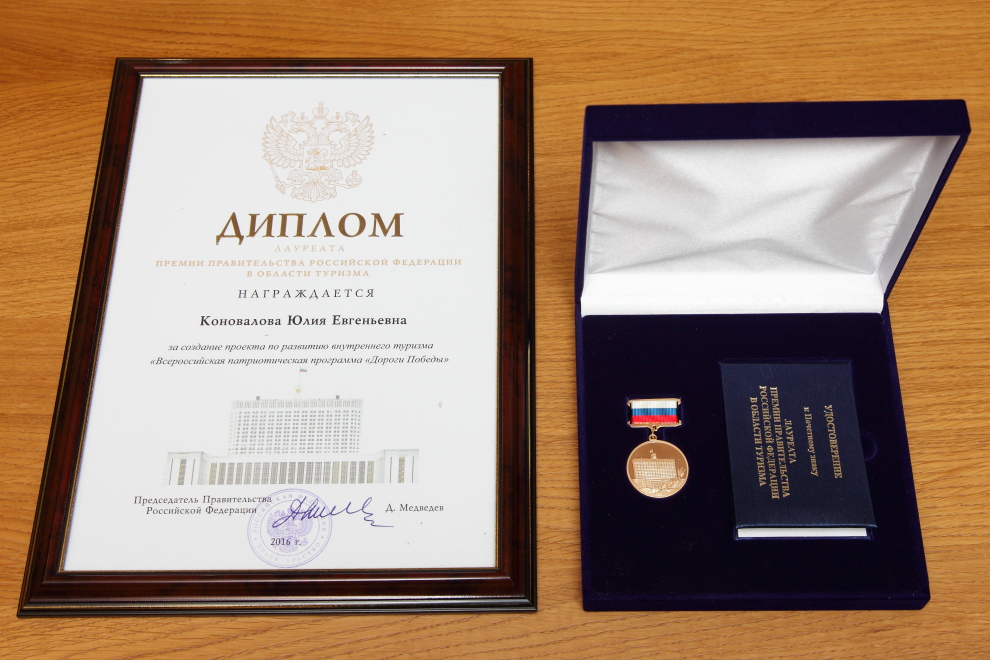 ДИПЛОМ
ЛАУРЕАТА
ПРЕМИИ ПРАВИТЕЛЬСТВА РОССИЙСКОЙ ФЕДЕРАЦИИ
В ОБЛАСТИ ТУРИЗМА
НАГРАЖДАЕТСЯ
Коновалова Юлия Евгеньевна
за создание проекта по развитию внутреннего туризма
«Всероссийская патриотическая программа «Дороги Победы»
Председатель Правительства
Российской Федерации
Д. Медведев
2016 г.
УДОСТОВЕРЕНИЕ
к Почетному знаку
ЛАУРЕАТА
ПРЕМИИ ПРАВИТЕЛЬСТВА
РОССИЙСКОЙ ФЕДЕРАЦИИ
В ОБЛАСТИ ТУРИЗМА